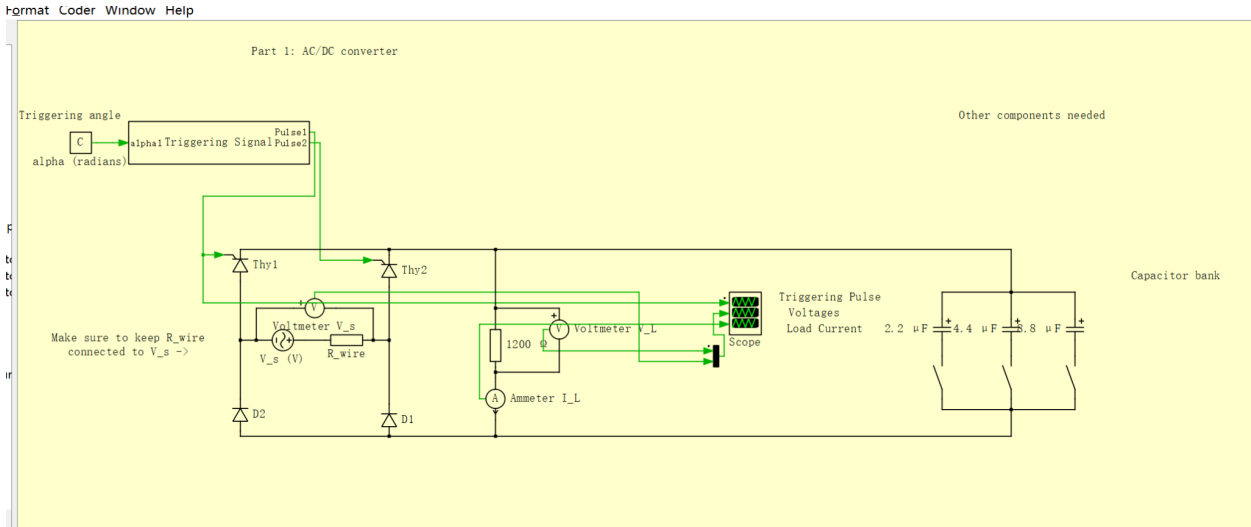 Format Coder Window Help
Part 1: AC/DC converter
Triggering angle
Other components needed
C
alpha1 Triggering Signal Pulse1
Pulse2
alpha (radians)
Thy1
Thy2
Capacitor bank
V
Voltmeter V_s
Triggering Pulse
Voltages
Load Current
Make sure to keep R_wire
connected to V_s ->
V_s (V)
R_wire
1200 Ω
V
Voltmeter V_L
Scope
2.2 μF
4.4 μF
8.8 μF
A
Ammeter I_L
D2
D1